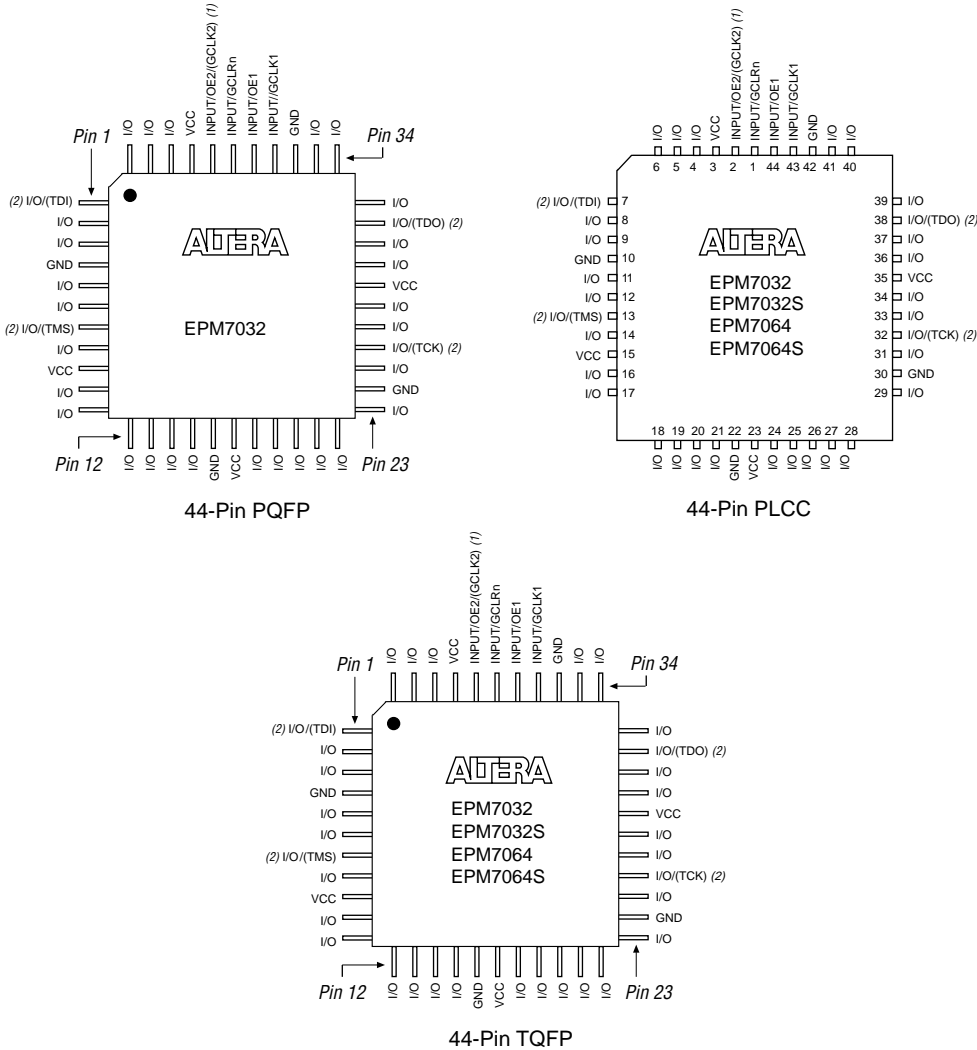 Pin 1
I/O
I/O
I/O
VCC
INPUT/OE2/(GCLK2) (1)
INPUT/GCLRn
INPUT/OE1
INPUT//GCLK1
GND
I/O
I/O
Pin 34
(2) I/O/(TDI)
I/O
I/O
GND
I/O
I/O
(2) I/O/(TMS)
I/O
VCC
I/O
I/O
ALTERA
EPM7032
I/O
I/O/(TDO) (2)
I/O
I/O
VCC
I/O
I/O
I/O/(TCK) (2)
I/O
GND
I/O
Pin 12
I/O
I/O
I/O
I/O
GND
VCC
I/O
I/O
I/O
I/O
I/O
Pin 23
44-Pin PQFP
I/O
I/O
I/O
VCC
INPUT/OE2/(GCLK2) (1)
INPUT/GCLRn
INPUT/OE1
INPUT/GCLK1
GND
I/O
I/O
6 5 4 3 2 1 44 43 42 41 40
(2) I/O/(TDI) 7
I/O 8
I/O 9
GND 10
I/O 11
I/O 12
(2) I/O/(TMS) 13
I/O 14
VCC 15
I/O 16
I/O 17
ALTERA
EPM7032
EPM7032S
EPM7064
EPM7064S
39 I/O
38 I/O/(TDO) (2)
37 I/O
36 I/O
35 VCC
34 I/O
33 I/O
32 I/O/(TCK) (2)
31 I/O
30 GND
29 I/O
18 19 20 21 22 23 24 25 26 27 28
I/O
I/O
I/O
I/O
GND
VCC
I/O
I/O
I/O
I/O
I/O
44-Pin PLCC
Pin 1
I/O
I/O
I/O
VCC
INPUT/OE2/(GCLK2) (1)
INPUT/GCLRn
INPUT/OE1
INPUT/GCLK1
GND
I/O
I/O
Pin 34
(2) I/O/(TDI)
I/O
I/O
GND
I/O
I/O
(2) I/O/(TMS)
I/O
VCC
I/O
I/O
ALTERA
EPM7032
EPM7032S
EPM7064
EPM7064S
I/O
I/O/(TDO) (2)
I/O
I/O
VCC
I/O
I/O
I/O/(TCK) (2)
I/O
GND
I/O
Pin 12
I/O
I/O
I/O
I/O
GND
VCC
I/O
I/O
I/O
I/O
I/O
Pin 23
44-Pin TQFP